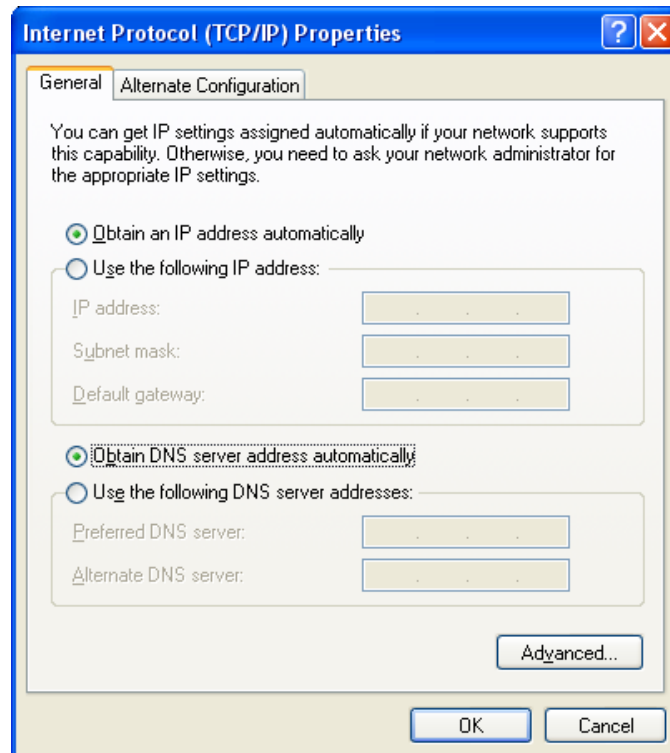 Internet Protocol (TCP/IP) Properties
General
Alternate Configuration
You can get IP settings assigned automatically if your network supports
this capability. Otherwise, you need to ask your network administrator for
the appropriate IP settings.
Obtain an IP address automatically
Use the following IP address:
IP address:
Subnet mask:
Default gateway:
Obtain DNS server address automatically
Use the following DNS server addresses:
Preferred DNS server:
Alternate DNS server:
Advanced...
OK
Cancel